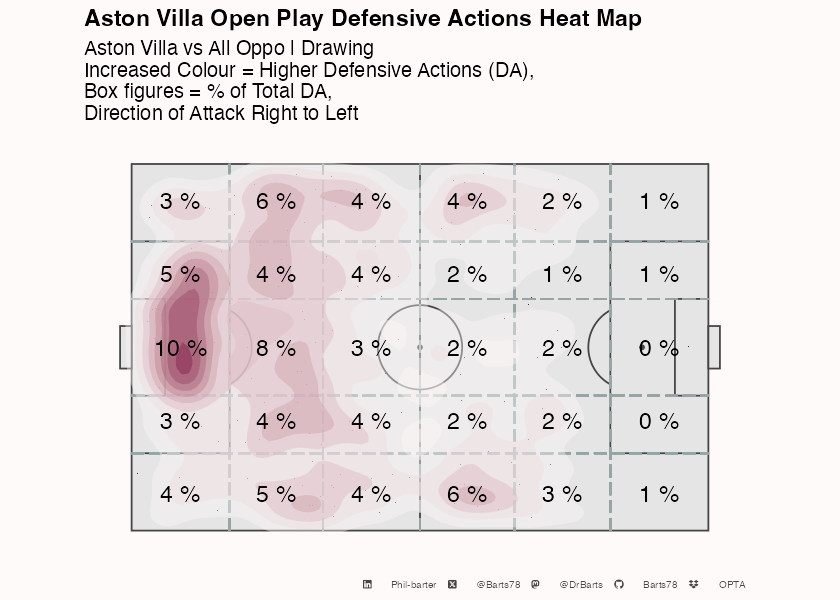 Aston Villa Open Play Defensive Actions Heat Map
Aston Villa vs All Oppo l Drawing
Increased Colour = Higher Defensive Actions (DA),
Box figures = % of Total DA,
Direction of Attack Right to Left
3 % 6 % 4 % 4 % 2 % 1 %
5 % 4 % 4 % 2 % 1 % 1 %
10 % 8 % 3 % 2 % 2 % 0 %
3 % 4 % 4 % 2 % 2 % 0 %
4 % 5 % 4 % 6 % 3 % 1 %
Phil-barter @Barts78 @DrBarts Barts78 OPTA